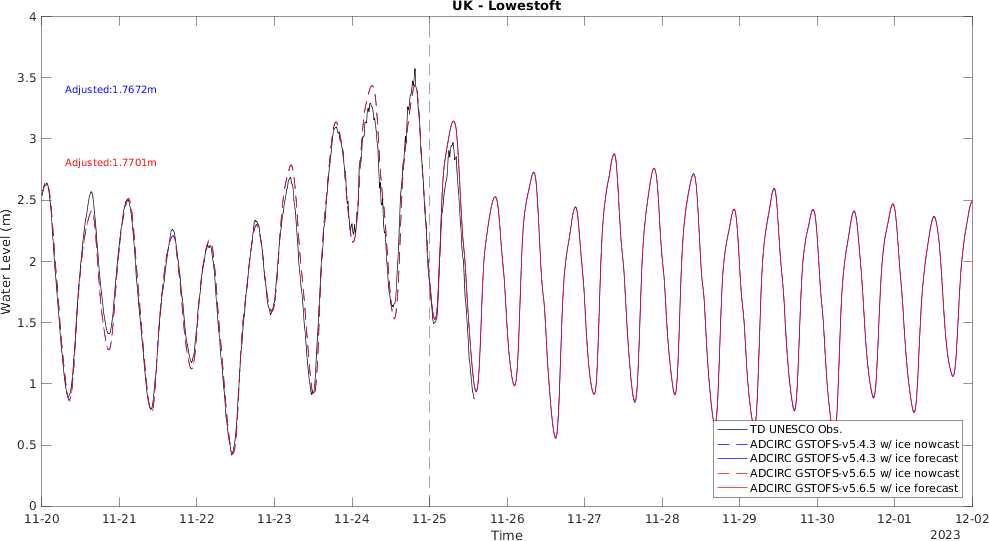 UK - Lowestoft
4
3.5
3
2.5
2
1.5
1
0.5
0
Water Level (m)
Adjusted:1.7672m
Adjusted:1.7701m
TD UNESCO Obs.
ADCIRC GSTOFS-v5.4.3 w/ ice nowcast
ADCIRC GSTOFS-v5.4.3 w/ ice forecast
ADCIRC GSTOFS-v5.6.5 w/ ice nowcast
ADCIRC GSTOFS-v5.6.5 w/ ice forecast
11-20 11-21 11-22 11-23 11-24 11-25 11-26 11-27 11-28 11-29 11-30 12-01 12-02
Time
2023